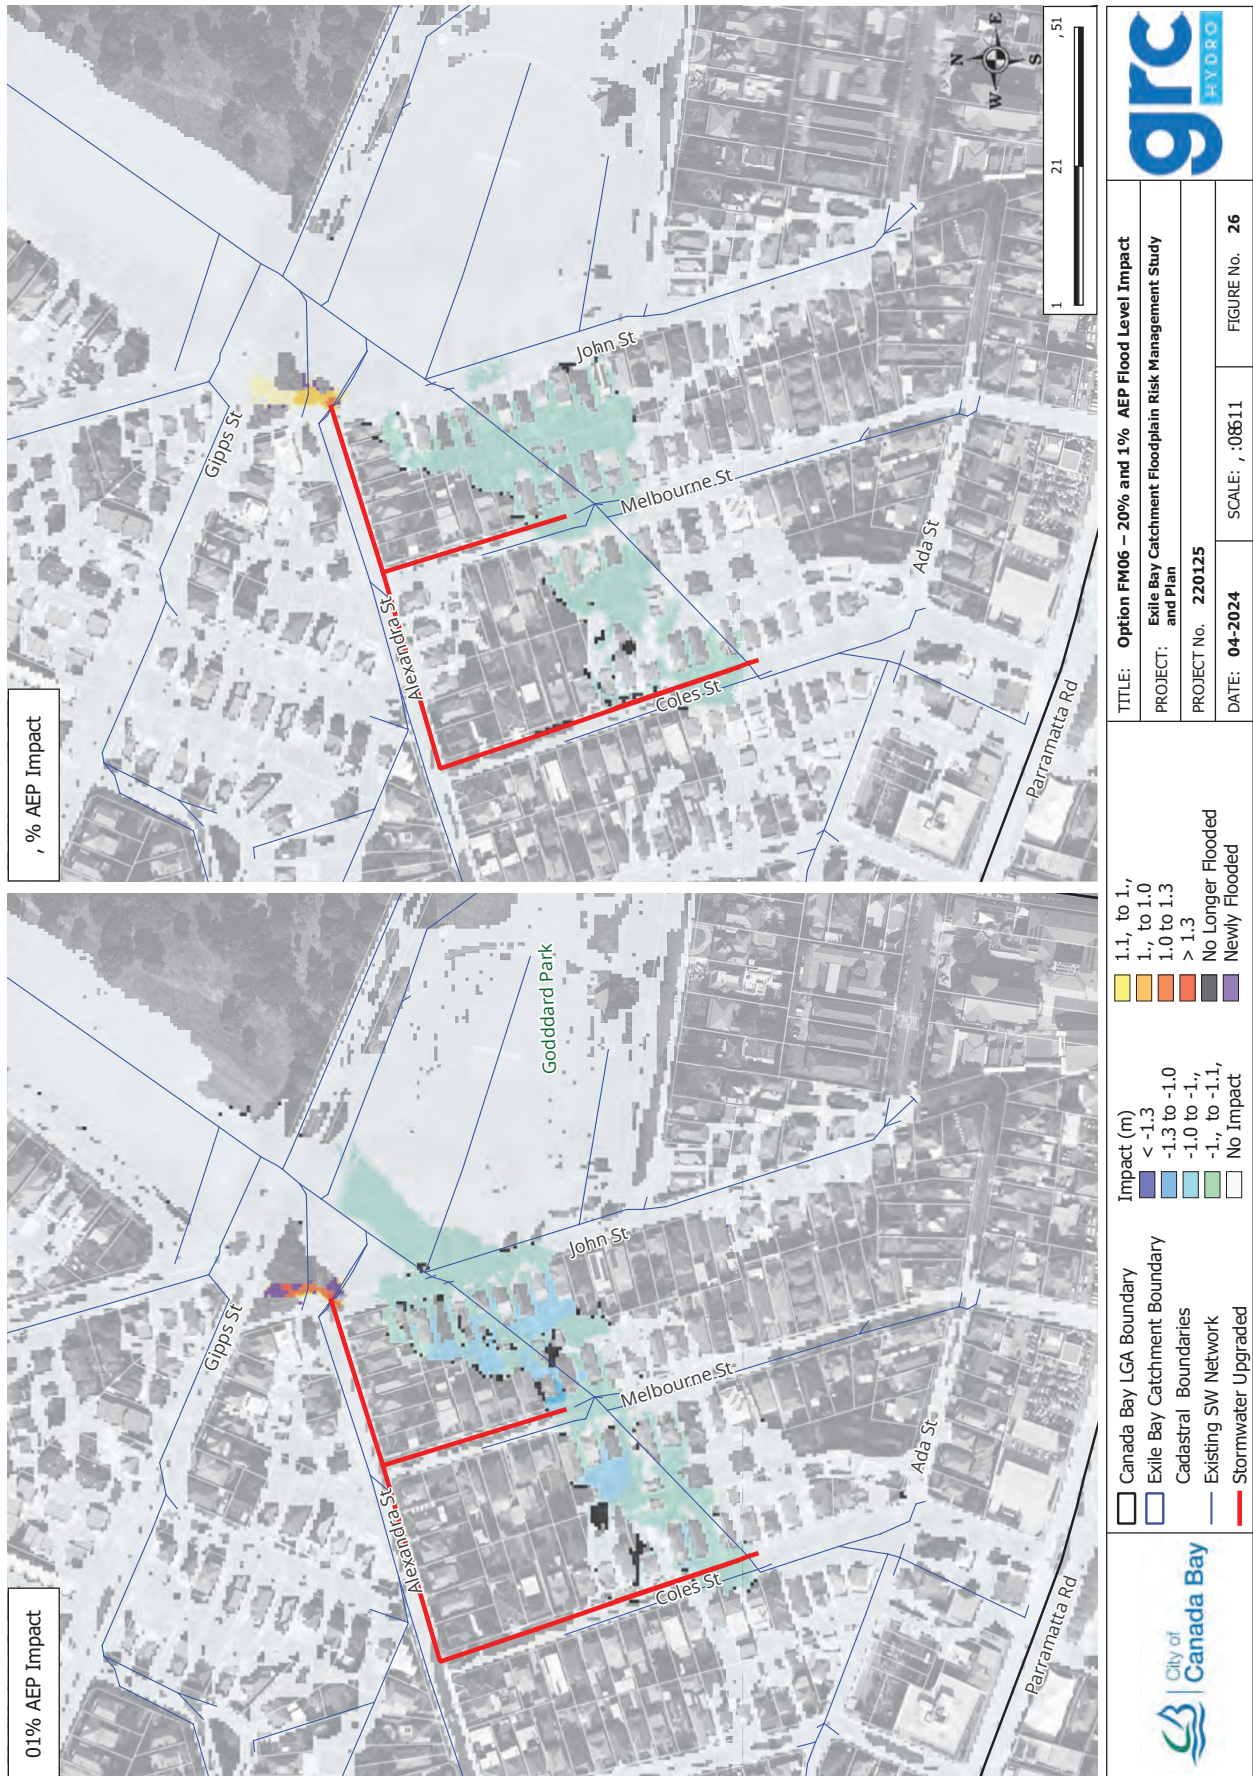 01% AEP Impact
Gipps St
Alexandra St
Coles St
Melbourne St
John St
Ada St
Parramatta Rd
Godddard Park
, % AEP Impact
Gipps St
Alexandra St
Coles St
Melbourne St
John St
Ada St
Parramatta Rd
N
W
E
S
1
21
,51
City of
Canada Bay
Canada Bay LGA Boundary
Exile Bay Catchment Boundary
Cadastral Boundaries
Existing SW Network
Stormwater Upgraded
Impact (m)
< -1.3
-1.3 to -1.0
-1.0 to -1.,
-1., to -1.1,
No Impact
1.1, to 1.,
1., to 1.0
1.0 to 1.3
> 1.3
No Longer Flooded
Newly Flooded
TITLE: Option FM06 – 20% and 1% AEP Flood Level Impact
PROJECT: Exile Bay Catchment Floodplain Risk Management Study
and Plan
PROJECT No. 220125
DATE: 04-2024
SCALE: , :08611
FIGURE No. 26
grc
HYDRO